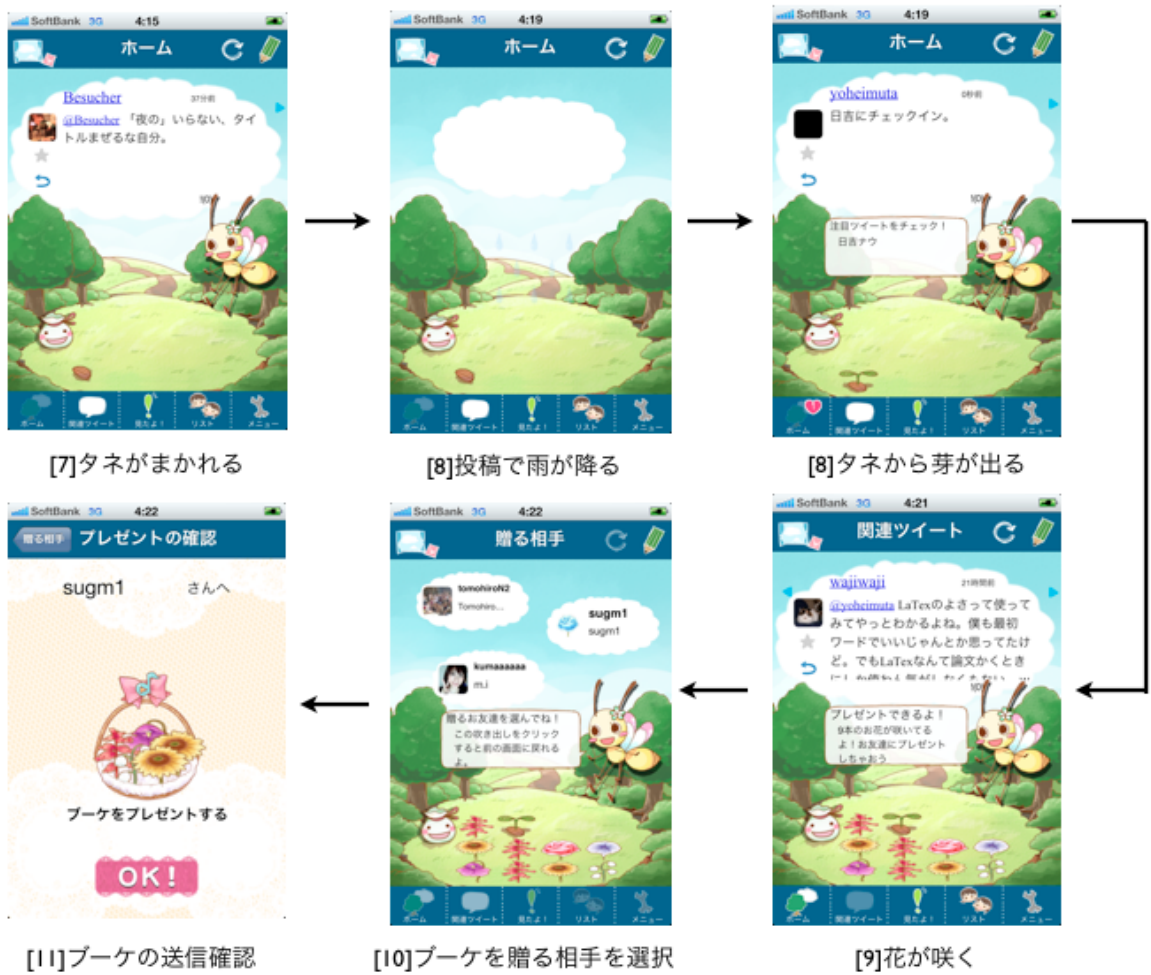 SoftBank 3G 4:15
ホーム
Besucher 37分前
@Besucher 「夜の」いらない、タイ
トルまぜるな自分。
ホーム 関連ツイート 見たよ！ リスト メニュー
[7]タネがまかれる
SoftBank 3G 4:19
ホーム
ホーム 関連ツイート 見たよ！ リスト メニュー
[8]投稿で雨が降る
SoftBank 3G 4:19
ホーム
yoheimuta 0秒前
日吉にチェックイン。
注目ツイートをチェック！
日吉ナウ
1
ホーム 関連ツイート 見たよ！ リスト メニュー
[8]タネから芽が出る
SoftBank 3G 4:22
贈る相手 プレゼントの確認
sugm1 さんへ
ブーケをプレゼントする
OK!
[11]ブーケの送信確認
SoftBank 3G 4:22
贈る相手
tomohiroN2
Tomohiro...
sugm1
sugm1
kumaaaaaa
m.i
贈るお友達を選んでね！
この吹き出しをクリック
すると前の画面に戻れる
よ。
ホーム 関連ツイート 見たよ！ リスト メニュー
[10]ブーケを贈る相手を選択
SoftBank 3G 4:21
関連ツイート
wajiwaji 21時間前
@yoheimuta LaTexのよさって使って
みてやっとわかるよね。僕も最初
ワードでいいじゃんとか思ってたけ
ど。でもLaTexなんて論文かくとき
プレゼントできるよ！
9本のお花が咲いてる
よ！お友達にプレゼント
しちゃおう
ホーム 関連ツイート 見たよ！ リスト メニュー
[9]花が咲く